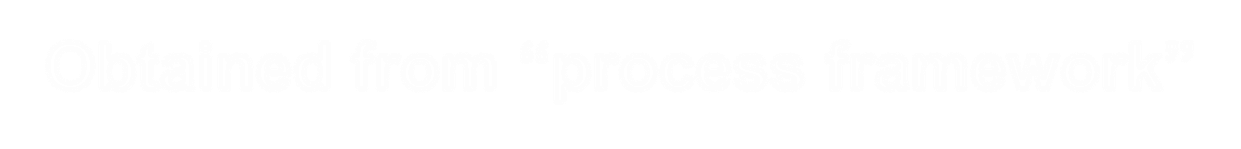 Obtained from “process framework”